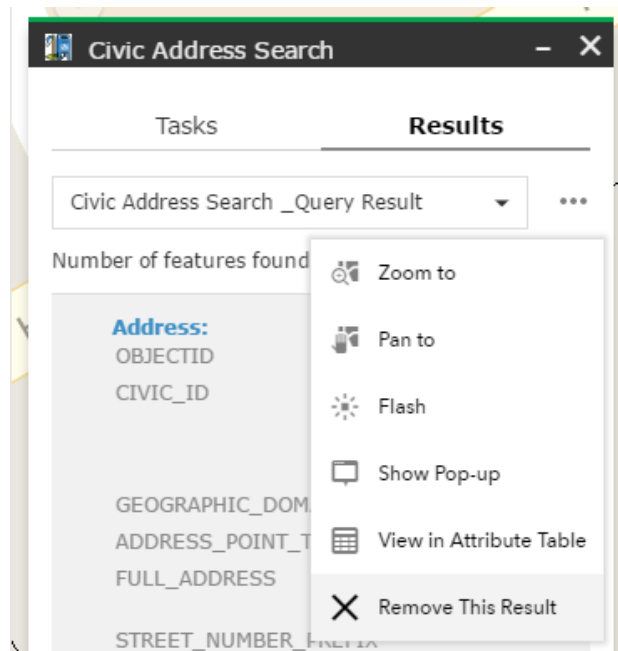 Civic Address Search
Tasks
Results
Civic Address Search _Query Result
Number of features found
Zoom to
Address:
OBJECTID
Pan to
CIVIC_ID
Flash
Show Pop-up
GEOGRAPHIC_DOM
ADDRESS_POINT_T
View in Attribute Table
FULL_ADDRESS
Remove This Result
STREET_NUMBER_PREFIX